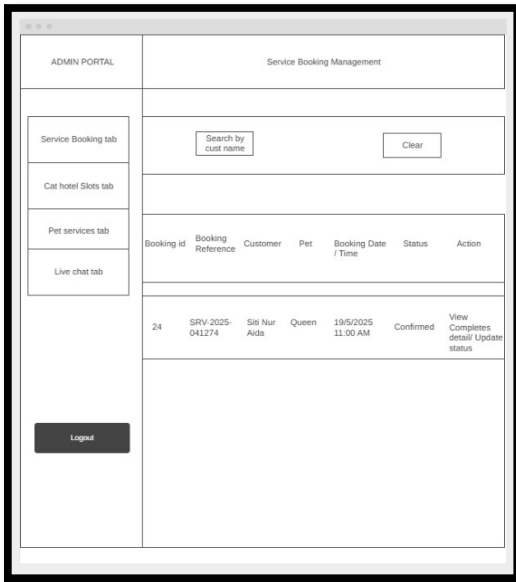 ADMIN PORTAL
Service Booking Management
Service Booking tab
Search by
cust name
Clear
Cat hotel Slots tab
Pet services tab
Live chat tab
Booking id
Booking
Reference
Customer
Pet
Booking Date
/ Time
Status
Action
24
SRV-2025-
041274
Siti Nur
Aida
Queen
19/5/2025
11:00 AM
Confirmed
View
Completes
detail/ Update
status
Logout